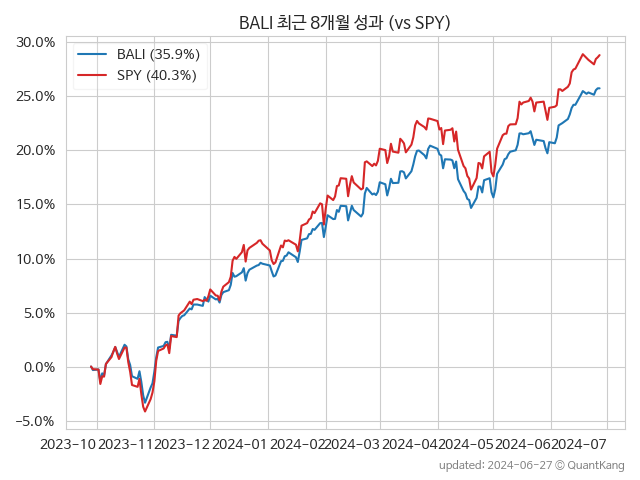 BALI 최근 8개월 성과 (vs SPY)
BALI (35.9%)
SPY (40.3%)
30.0%
25.0%
20.0%
15.0%
10.0%
5.0%
0.0%
−5.0%
2023−10 2023−11 2023−12 2024−01 2024−02 2024−03 2024−04 2024−05 2024−06 2024−07
updated: 2024-06-27 © QuantKang